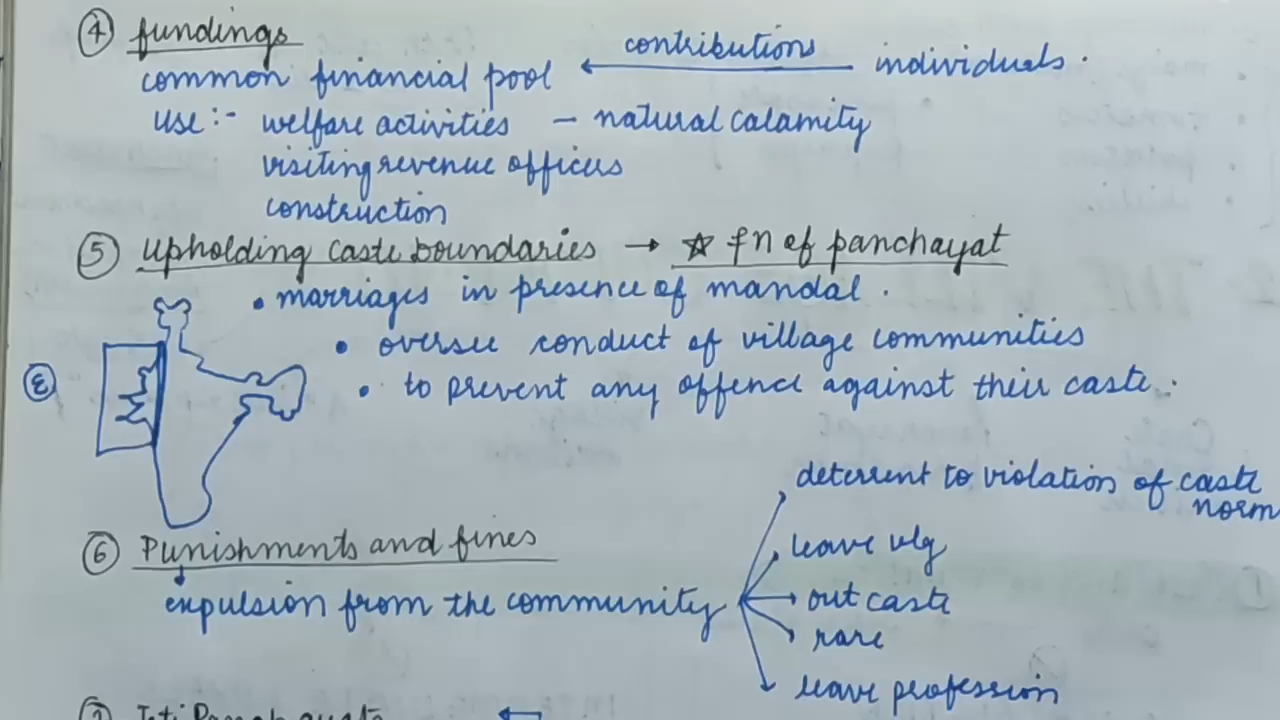 ④ fundings
common financial pool ← contributions individuals.
use :- welfare activities - natural calamity
visiting revenue officers
construction
⑤ Upholding caste boundaries → ☆ fn of panchayat
• marriages in presence of mandal.
• oversee conduct of village communities
• to prevent any offence against their caste.
⑥ Punishments and fines
expulsion from the community
deterrent to violation of caste norm
leave vlg
out caste
rare
leave profession